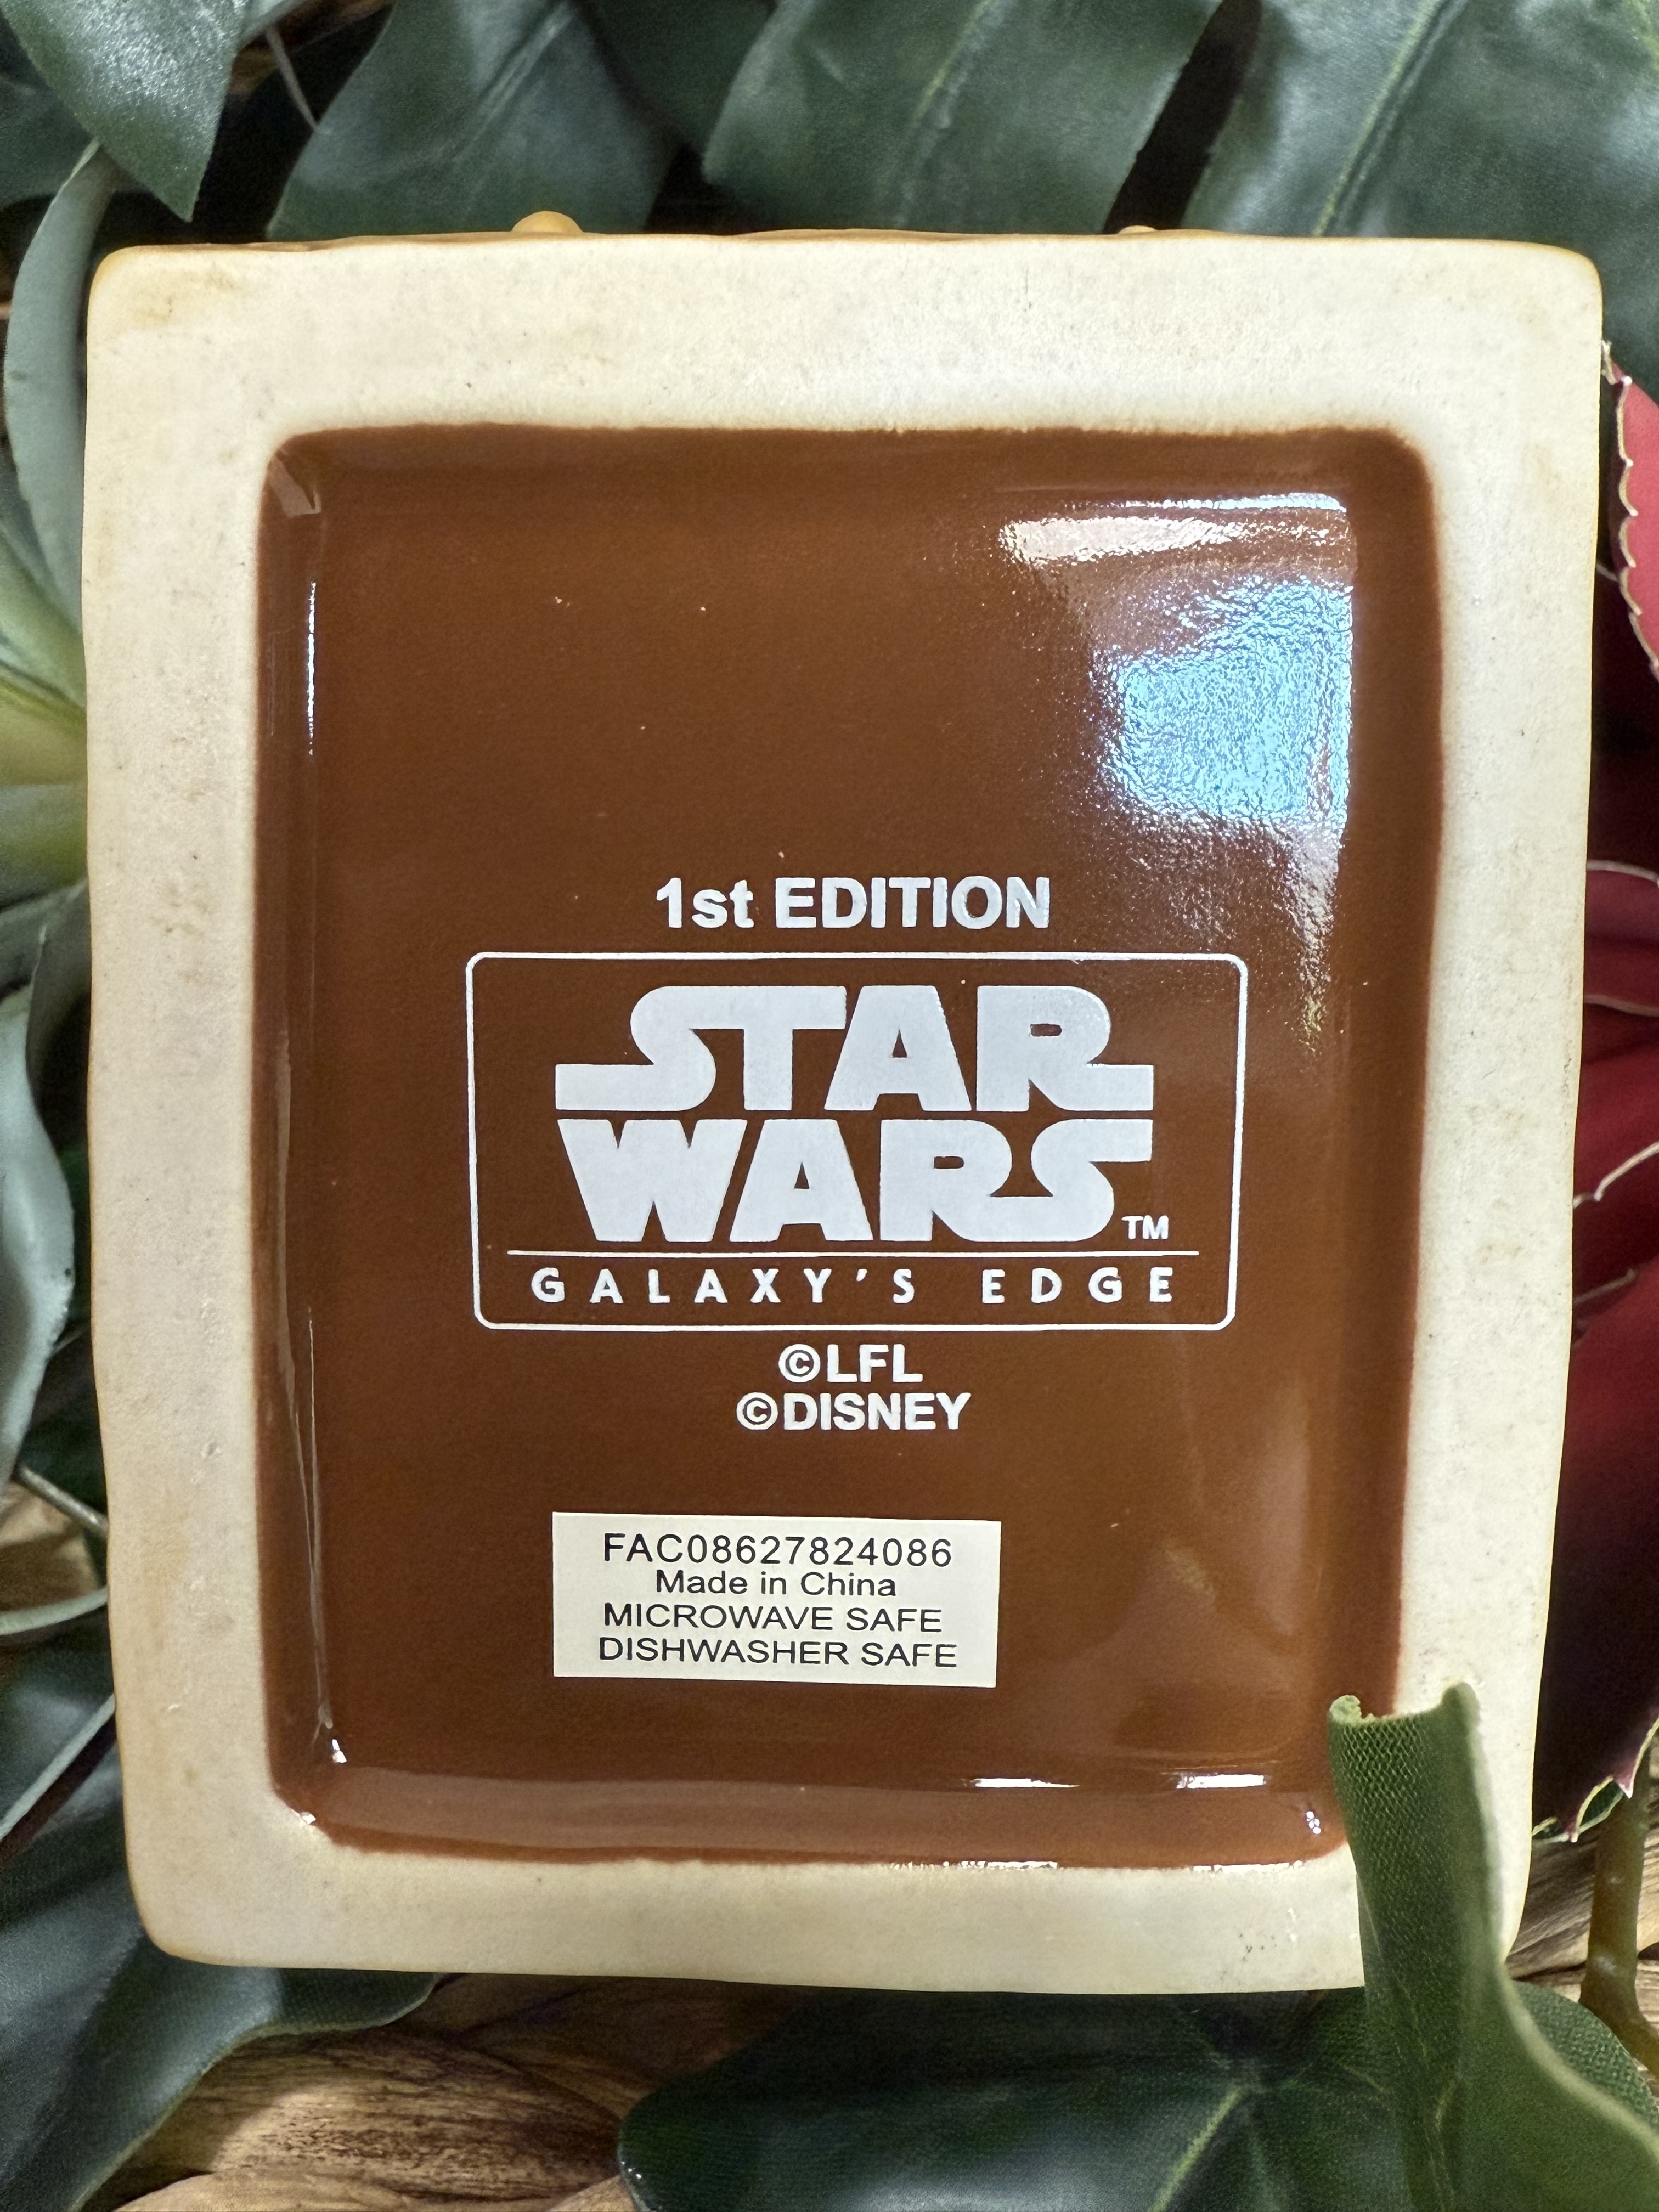 1st EDITION
STAR
WARS TM
GALAXY'S EDGE
©LFL
©DISNEY
FAC08627824086
Made in China
MICROWAVE SAFE
DISHWASHER SAFE